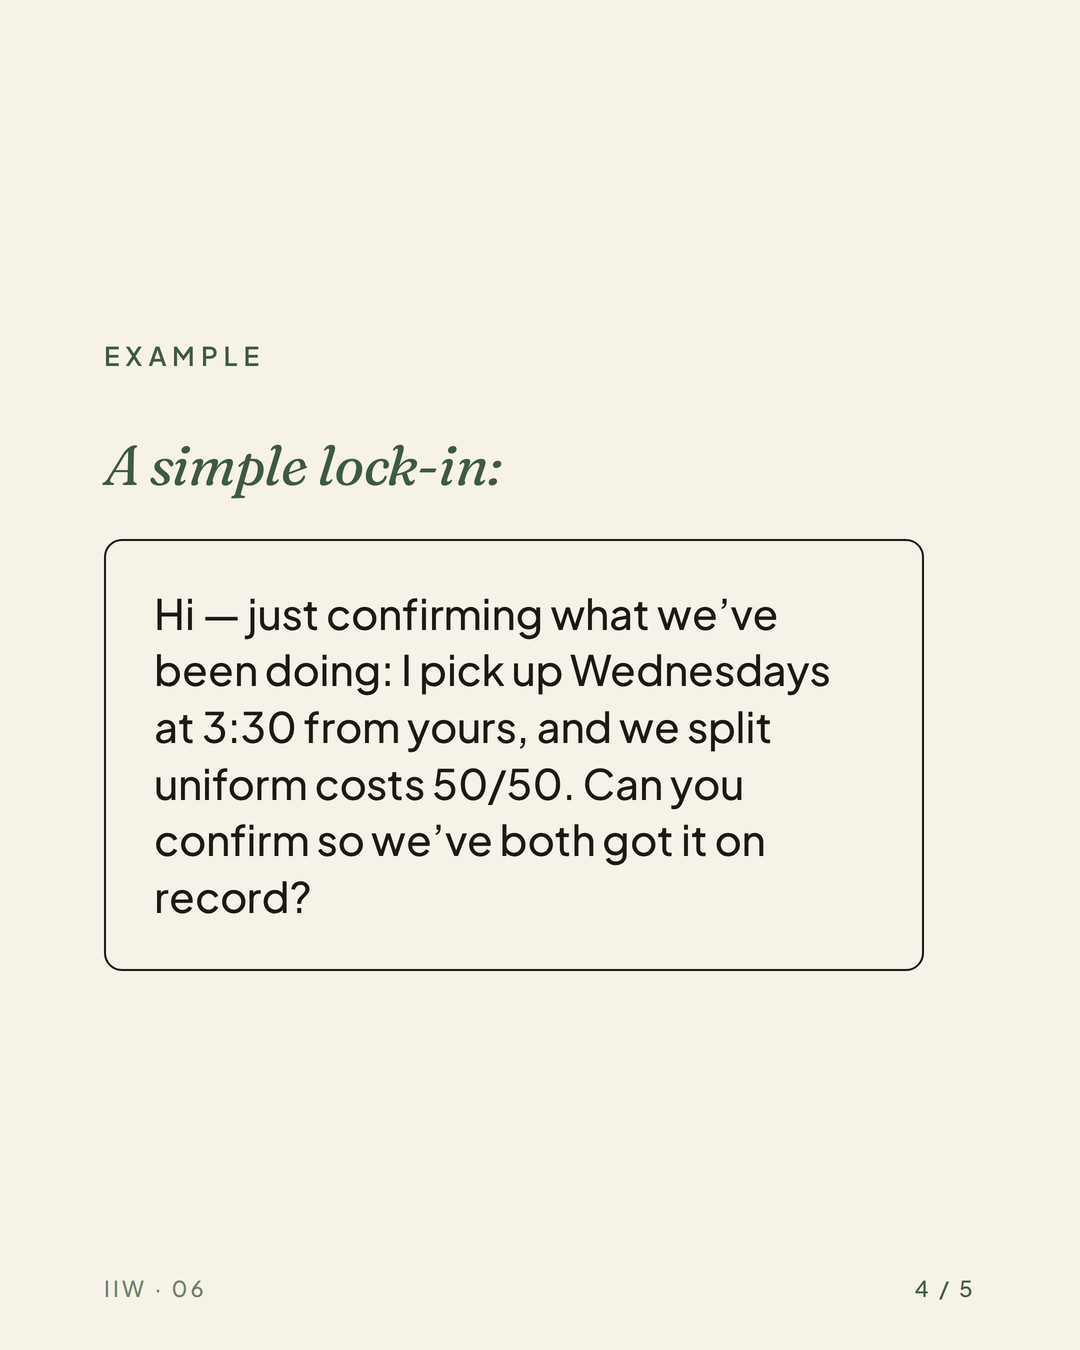 EXAMPLE
A simple lock-in:
Hi — just confirming what we’ve
been doing: I pick up Wednesdays
at 3:30 from yours, and we split
uniform costs 50/50. Can you
confirm so we’ve both got it on
record?
IIW · 06
4 / 5